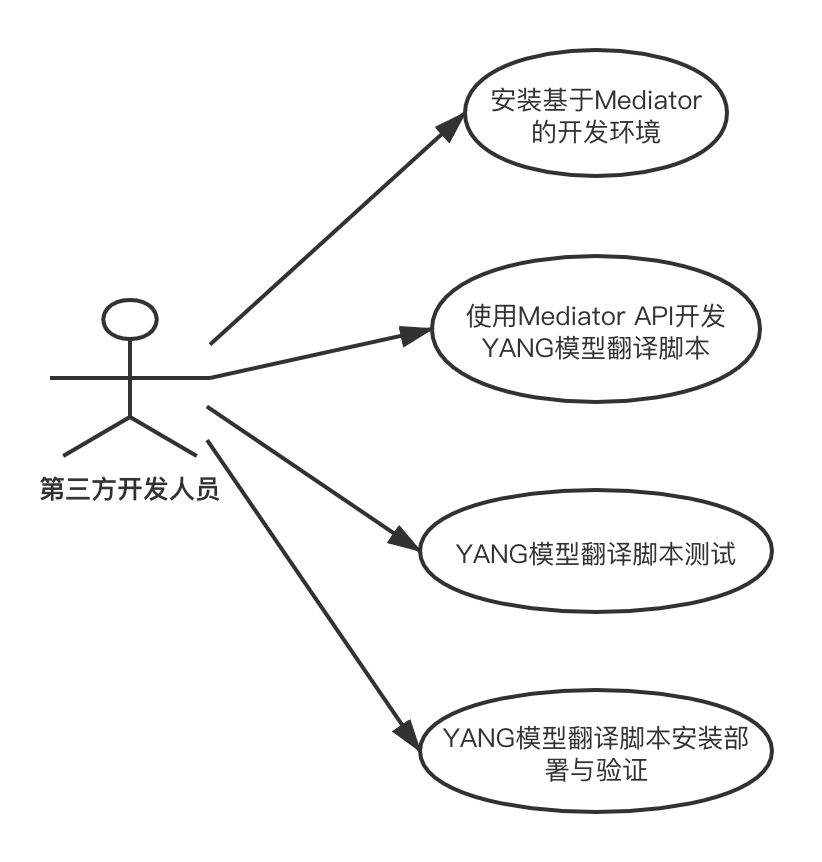 安装基于Mediator
的开发环境
使用Mediator API开发
YANG模型翻译脚本
第三方开发人员
YANG模型翻译脚本测试
YANG模型翻译脚本安装部
署与验证